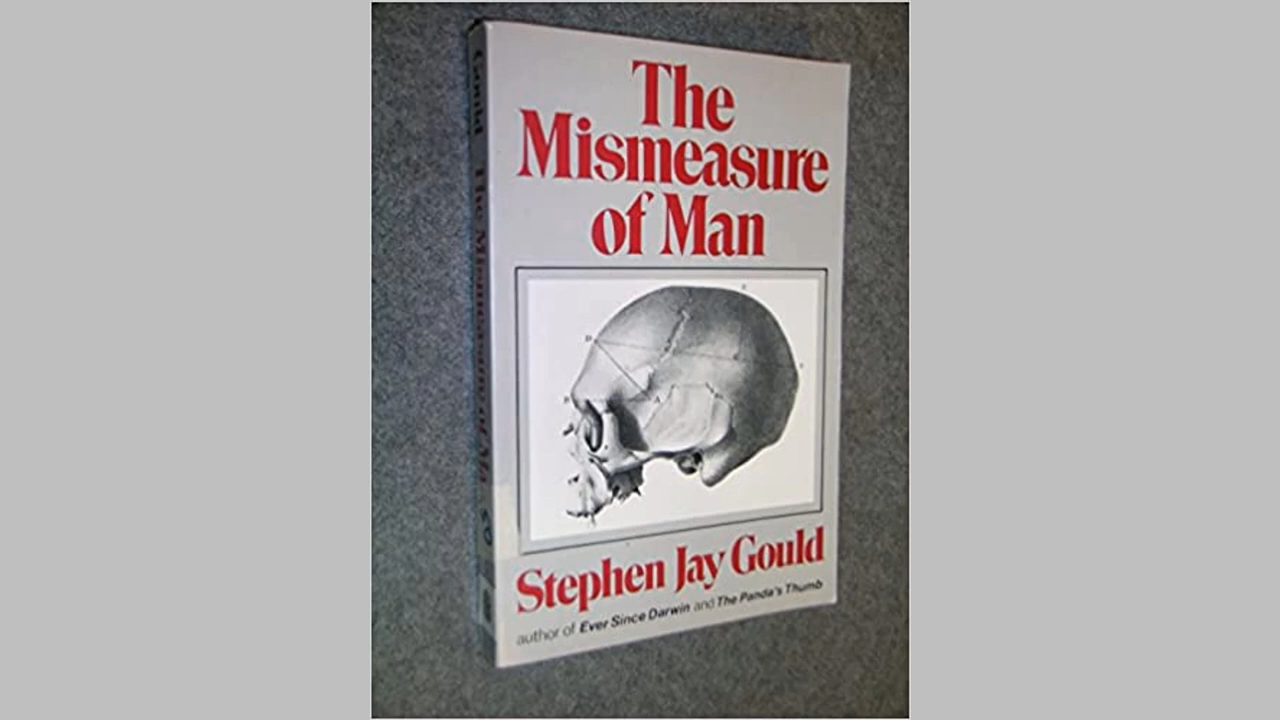 The
Mismeasure
of Man
Stephen Jay Gould
author of Ever Since Darwin and The Panda's Thumb
Gould The Mismeasure of Man